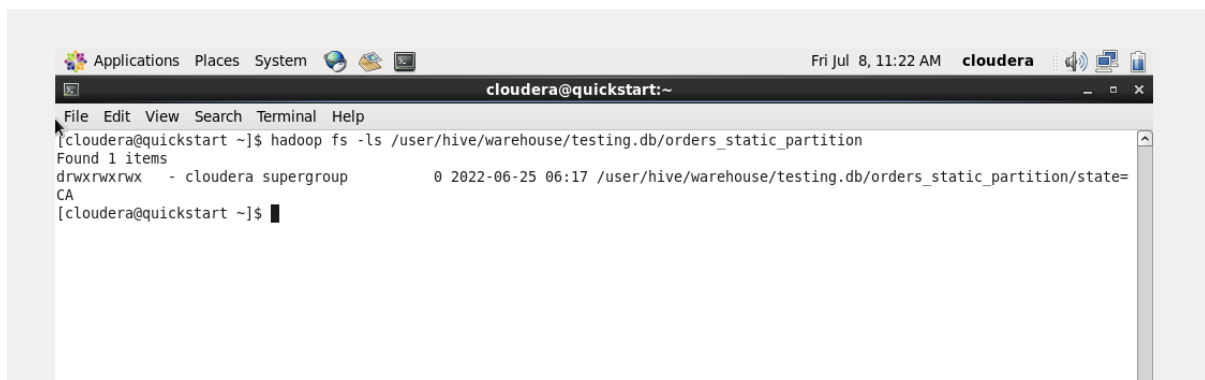 Applications Places System Fri Jul 8, 11:22 AM cloudera
cloudera@quickstart:~
File Edit View Search Terminal Help
[cloudera@quickstart ~]$ hadoop fs -ls /user/hive/warehouse/testing.db/orders_static_partition
Found 1 items
drwxrwxrwx - cloudera supergroup 0 2022-06-25 06:17 /user/hive/warehouse/testing.db/orders_static_partition/state=
CA
[cloudera@quickstart ~]$